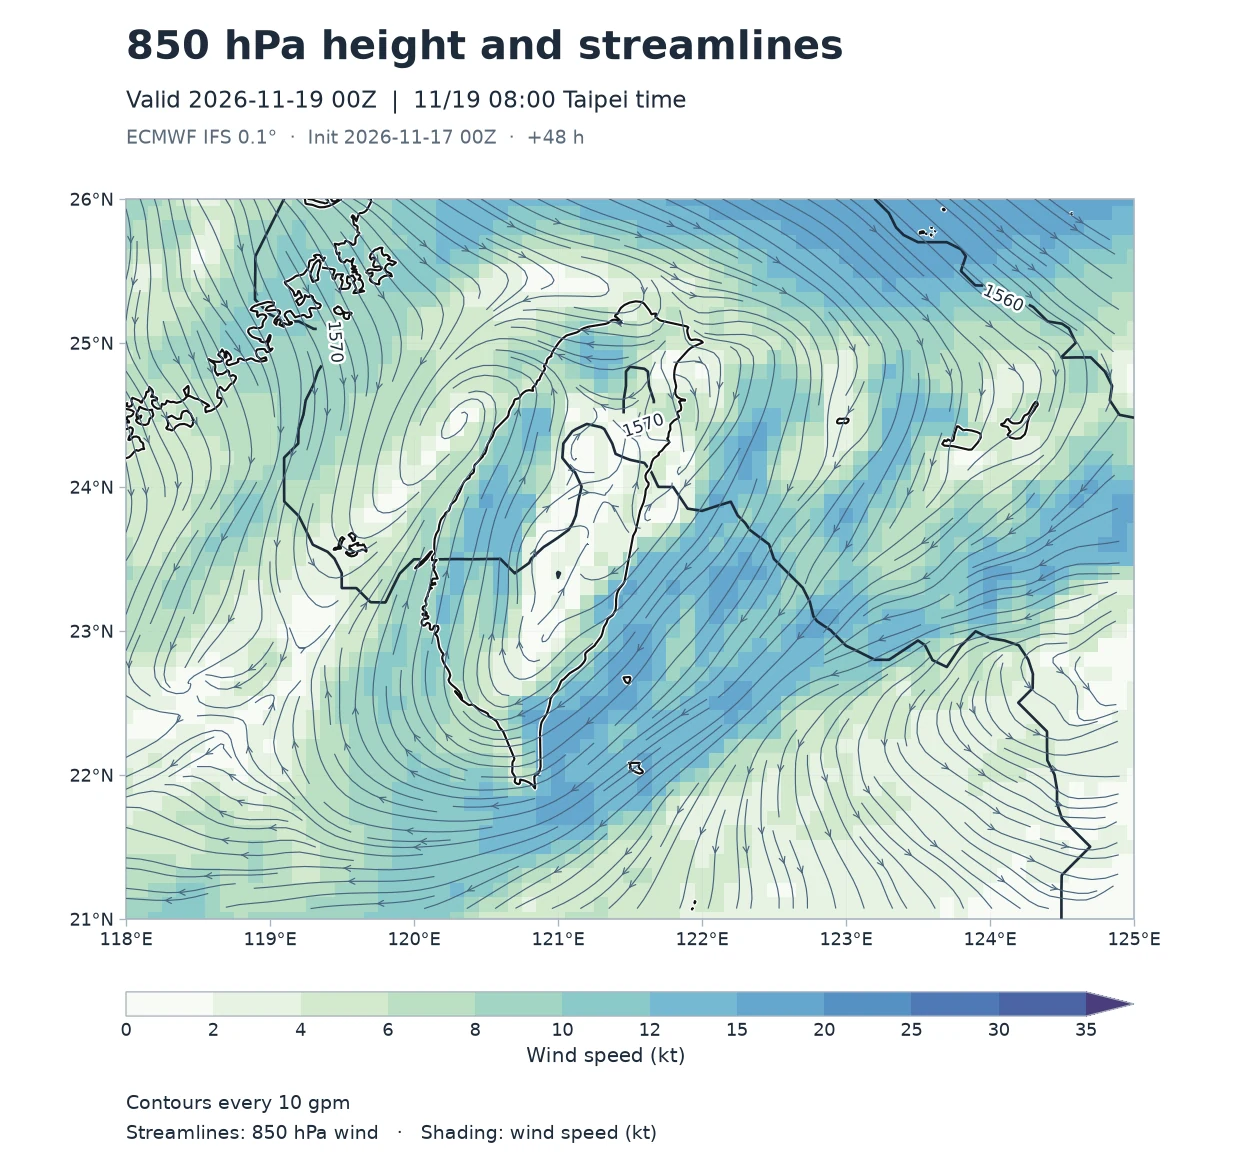 850 hPa height and streamlines
Valid 2026-11-19 00Z | 11/19 08:00 Taipei time
ECMWF IFS 0.1° · Init 2026-11-17 00Z · +48 h
26°N
25°N
24°N
23°N
22°N
21°N
1560
1570
1570
118°E 119°E 120°E 121°E 122°E 123°E 124°E 125°E
0 2 4 6 8 10 12 15 20 25 30 35
Wind speed (kt)
Contours every 10 gpm
Streamlines: 850 hPa wind · Shading: wind speed (kt)